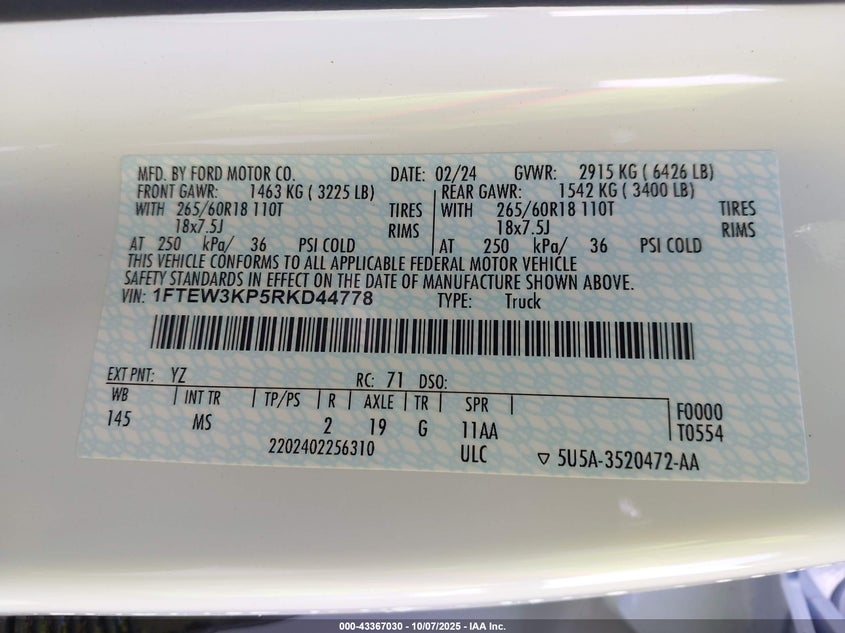 MFD. BY FORD MOTOR CO. DATE: 02/24 GVWR: 2915 KG ( 6426 LB)
FRONT GAWR: 1463 KG ( 3225 LB) REAR GAWR: 1542 KG ( 3400 LB)
WITH 265/60R18 110T TIRES WITH 265/60R18 110T TIRES
18x7.5J RIMS 18x7.5J RIMS
AT 250 kPa/ 36 PSI COLD AT 250 kPa/ 36 PSI COLD
THIS VEHICLE CONFORMS TO ALL APPLICABLE FEDERAL MOTOR VEHICLE
SAFETY STANDARDS IN EFFECT ON THE DATE OF MANUFACTURE SHOWN ABOVE.
VIN: 1FTEW3KP5RKD44778 TYPE: Truck
EXT PNT: YZ RC: 71 DSO:
WB INT TR TP/PS R AXLE TR SPR F0000
145 MS 2 19 G 11AA T0554
2202402256310 ULC ▽ 5U5A-3520472-AA
000-43367030 - 10/07/2025 - IAA Inc.